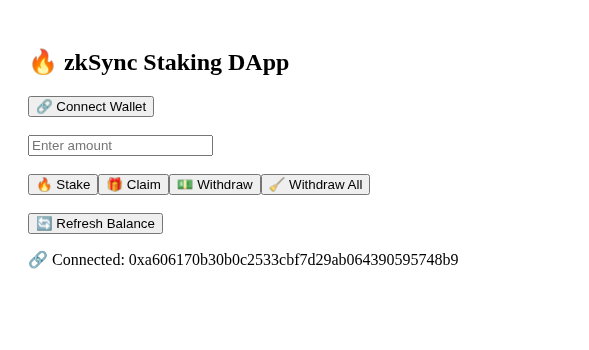 🔥 zkSync Staking DApp
🔗 Connect Wallet
Enter amount
🔥 Stake 🎁 Claim 💵 Withdraw 🧹 Withdraw All
🔄 Refresh Balance
🔗 Connected: 0xa606170b30b0c2533cbf7d29ab064390595748b9